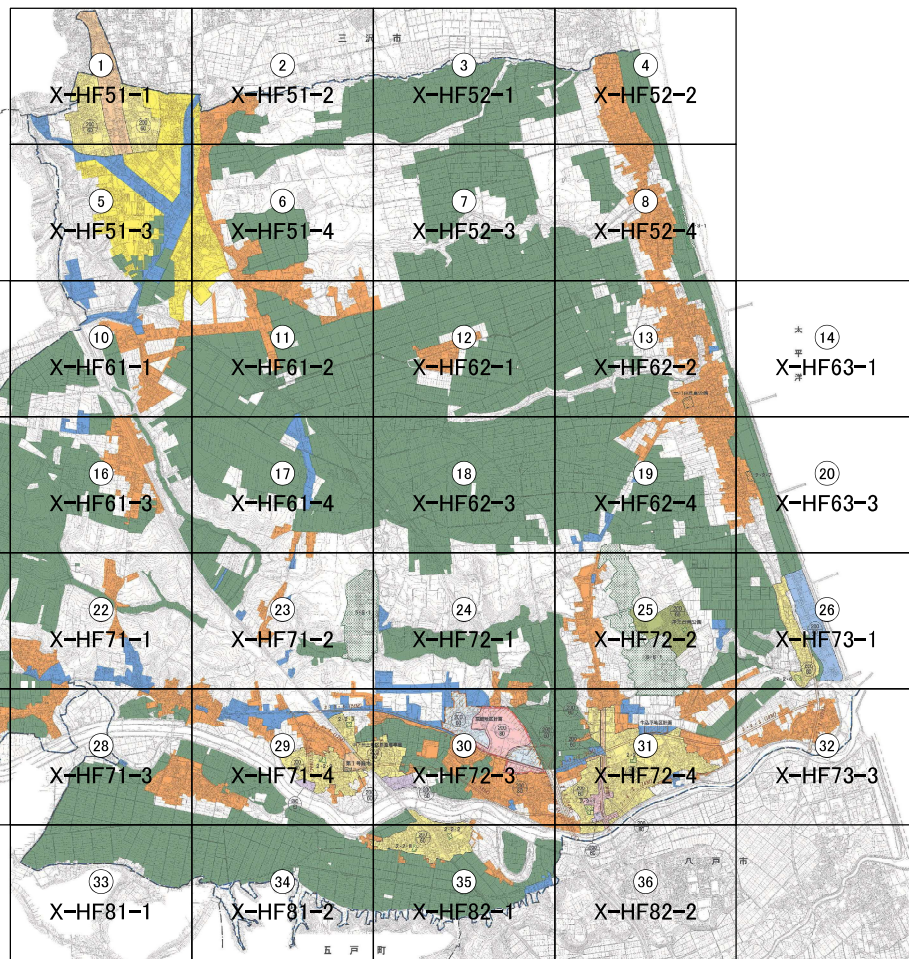 三沢市
① ② ③ ④
X-HF51-1 X-HF51-2 X-HF52-1 X-HF52-2
⑤ ⑥ ⑦ ⑧
X-HF51-3 X-HF51-4 X-HF52-3 X-HF52-4
⑩ ⑪ ⑫ ⑬ ⑭
X-HF61-1 X-HF61-2 X-HF62-1 X-HF62-2 X-HF63-1
太平洋
⑯ ⑰ ⑱ ⑲ ⑳
X-HF61-3 X-HF61-4 X-HF62-3 X-HF62-4 X-HF63-3
㉒ ㉓ ㉔ ㉕ ㉖
X-HF71-1 X-HF71-2 X-HF72-1 X-HF72-2 X-HF73-1
㉘ ㉙ ㉚ ㉛ ㉜
X-HF71-3 X-HF71-4 X-HF72-3 X-HF72-4 X-HF73-3
八戸市
㉝ ㉞ ㉟ ㊱
X-HF81-1 X-HF81-2 X-HF82-1 X-HF82-2
五戸町